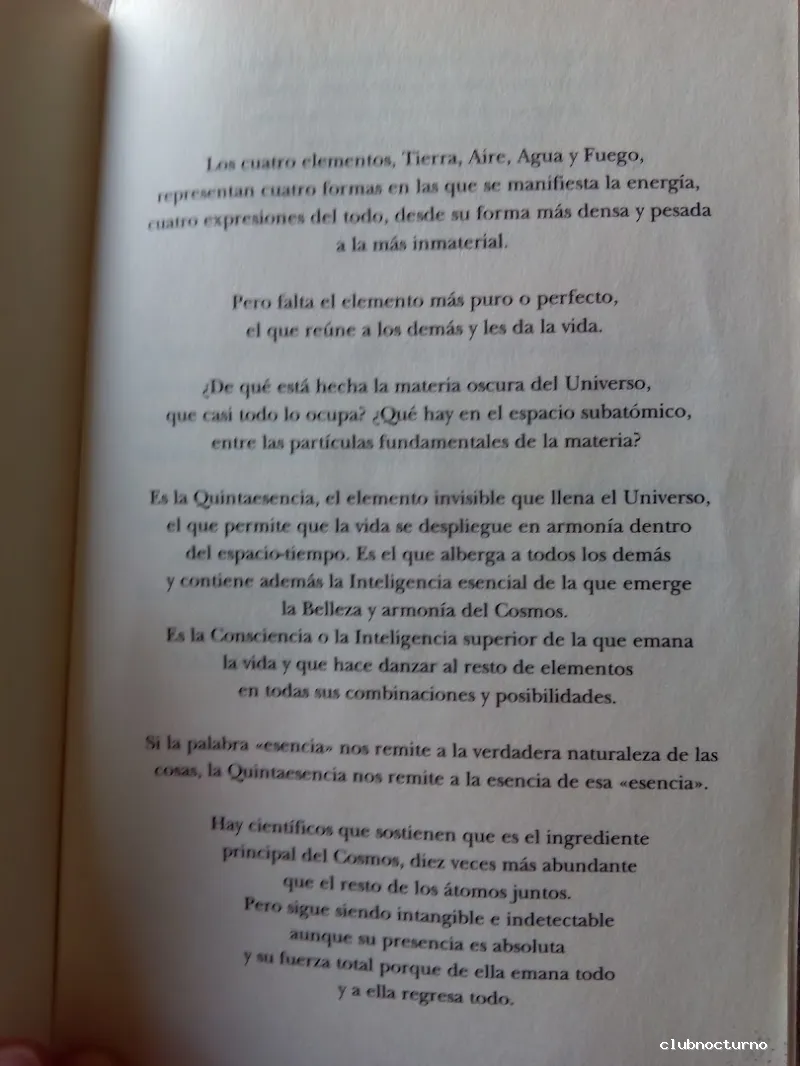 Los cuatro elementos, Tierra, Aire, Agua y Fuego,
representan cuatro formas en las que se manifiesta la energía,
cuatro expresiones del todo, desde su forma más densa y pesada
a la más inmaterial.
Pero falta el elemento más puro o perfecto,
el que reúne a los demás y les da la vida.
¿De qué está hecha la materia oscura del Universo,
que casi todo lo ocupa? ¿Qué hay en el espacio subatómico,
entre las partículas fundamentales de la materia?
Es la Quintaesencia, el elemento invisible que llena el Universo,
el que permite que la vida se despliegue en armonía dentro
del espacio-tiempo. Es el que alberga a todos los demás
y contiene además la Inteligencia esencial de la que emerge
la Belleza y armonía del Cosmos.
Es la Consciencia o la Inteligencia superior de la que emana
la vida y que hace danzar al resto de elementos
en todas sus combinaciones y posibilidades.
Si la palabra «esencia» nos remite a la verdadera naturaleza de las
cosas, la Quintaesencia nos remite a la esencia de esa «esencia».
Hay científicos que sostienen que es el ingrediente
principal del Cosmos, diez veces más abundante
que el resto de los átomos juntos.
Pero sigue siendo intangible e indetectable
aunque su presencia es absoluta
y su fuerza total porque de ella emana todo
y a ella regresa todo.
clubnocturno